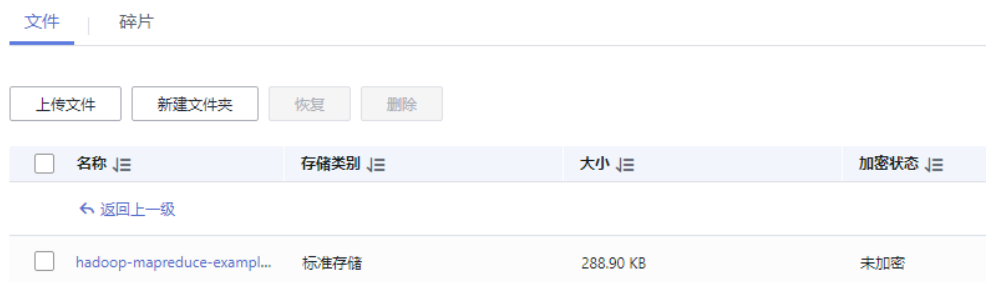 文件 碎片
上传文件 新建文件夹 恢复 删除
名称 存储类别 大小 加密状态
返回上一级
hadoop-mapreduce-exampl... 标准存储 288.90 KB 未加密